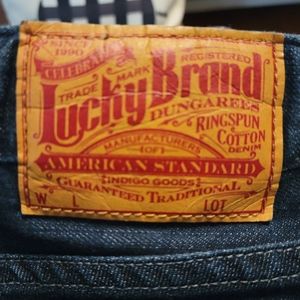 SINCE 1990
CELEBRA
REGISTERED
TRADE MARK
Lucky Brand
DUNGAREES
RINGSPUN
COTTON
DENIM
MANUFACTURERS
(OF)
AMERICAN STANDARD
INDIGO GOODS
GUARANTEED TRADITIONAL
W L LOT